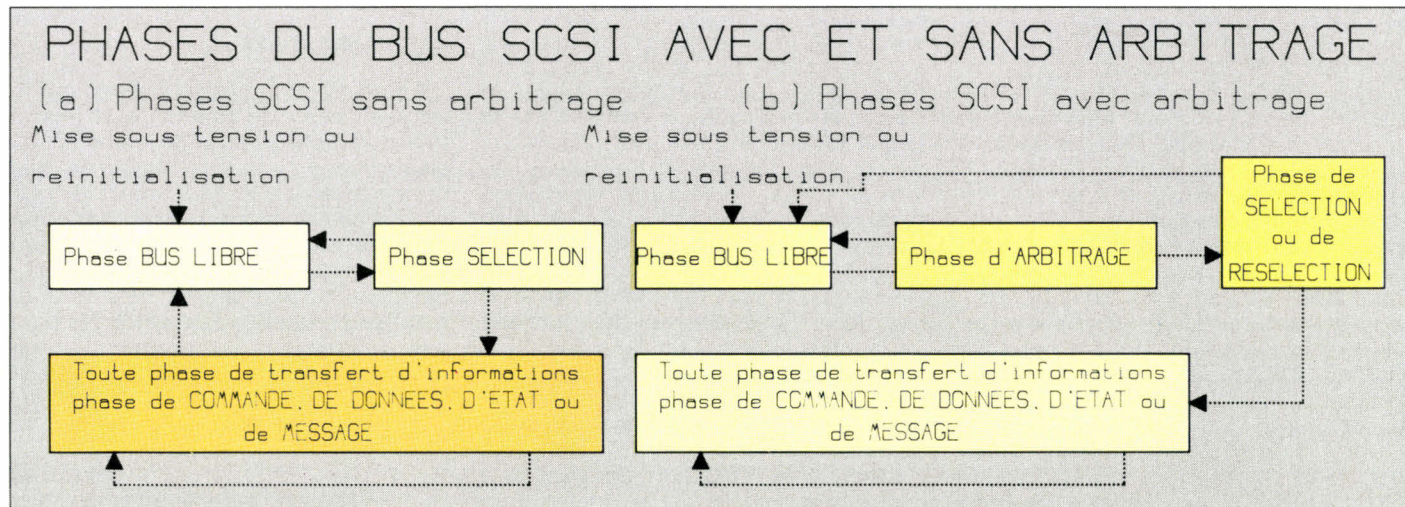 PHASES DU BUS SCSI AVEC ET SANS ARBITRAGE
(a) Phases SCSI sans arbitrage
Mise sous tension ou
reinitialisation
Phase BUS LIBRE
Phase SELECTION
Toute phase de transfert d'informations
phase de COMMANDE, DE DONNEES, D'ETAT ou
de MESSAGE
(b) Phases SCSI avec arbitrage
Mise sous tension ou
reinitialisation
Phase BUS LIBRE
Phase d'ARBITRAGE
Phase de
SELECTION
ou de
RESELECTION
Toute phase de transfert d'informations
phase de COMMANDE, DE DONNEES, D'ETAT ou
de MESSAGE